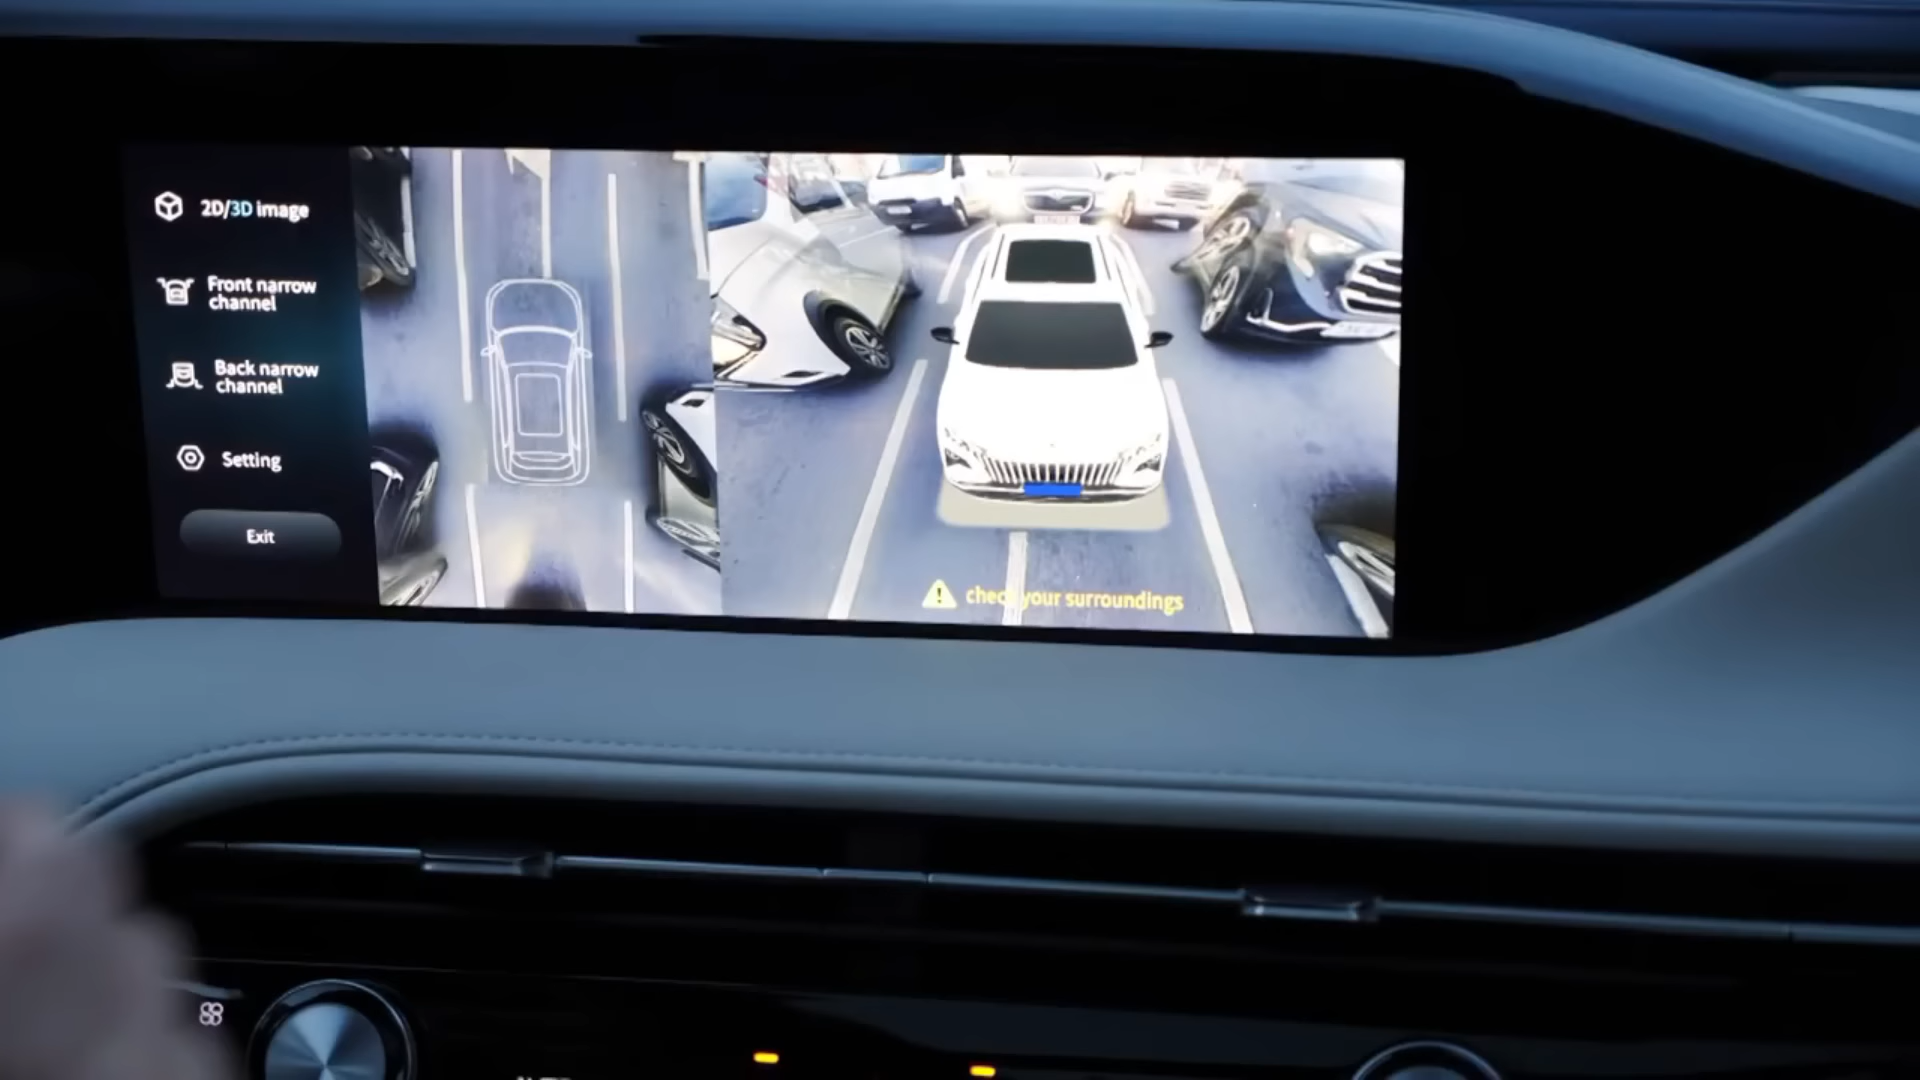 2D/3D image
Front narrow
channel
Back narrow
channel
Setting
Exit
check your surroundings